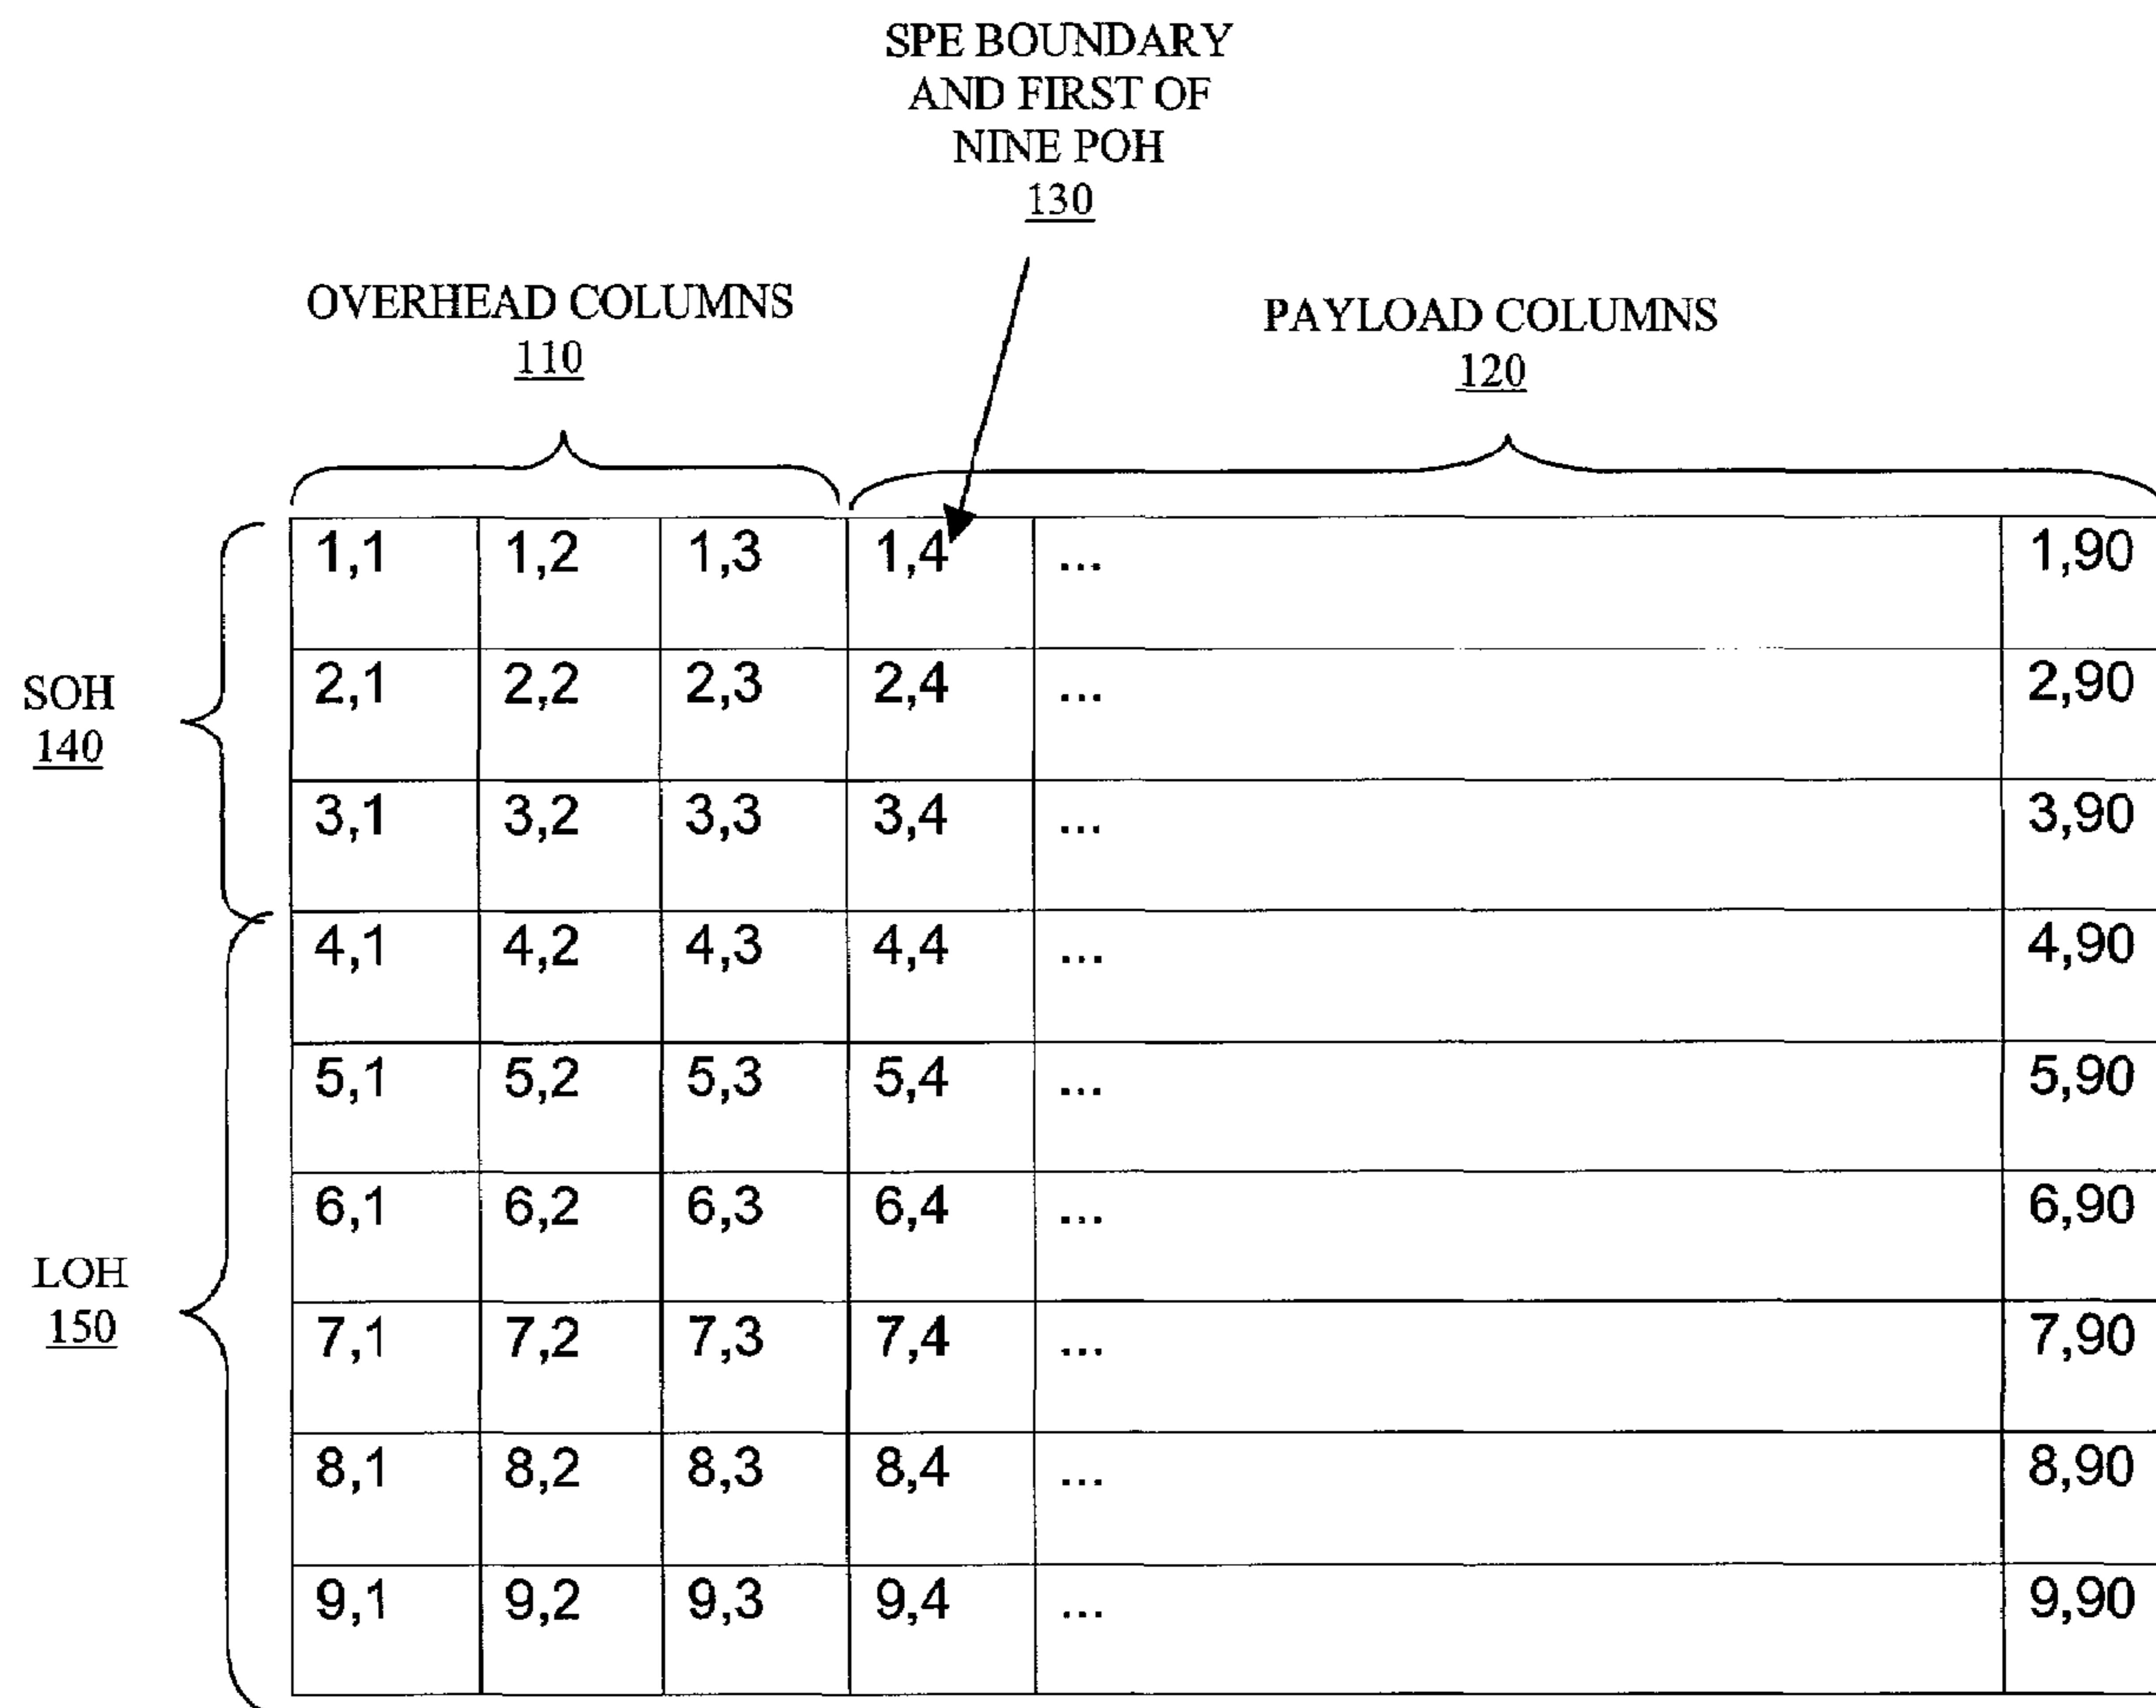 SPE BOUNDARY
AND FIRST OF
NINE POH
130
OVERHEAD COLUMNS
110
PAYLOAD COLUMNS
120
SOH
140
LOH
150
1,1 1,2 1,3 1,4 ... 1,90
2,1 2,2 2,3 2,4 ... 2,90
3,1 3,2 3,3 3,4 ... 3,90
4,1 4,2 4,3 4,4 ... 4,90
5,1 5,2 5,3 5,4 ... 5,90
6,1 6,2 6,3 6,4 ... 6,90
7,1 7,2 7,3 7,4 ... 7,90
8,1 8,2 8,3 8,4 ... 8,90
9,1 9,2 9,3 9,4 ... 9,90